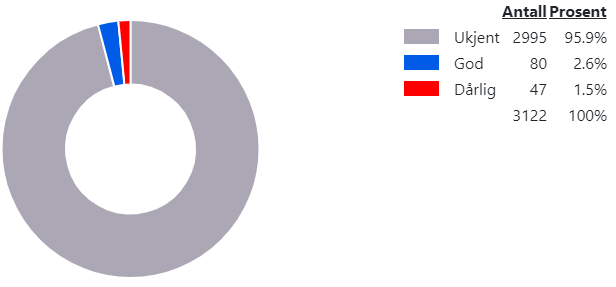 Antall Prosent
Ukjent 2995 95.9%
God 80 2.6%
Dårlig 47 1.5%
3122 100%